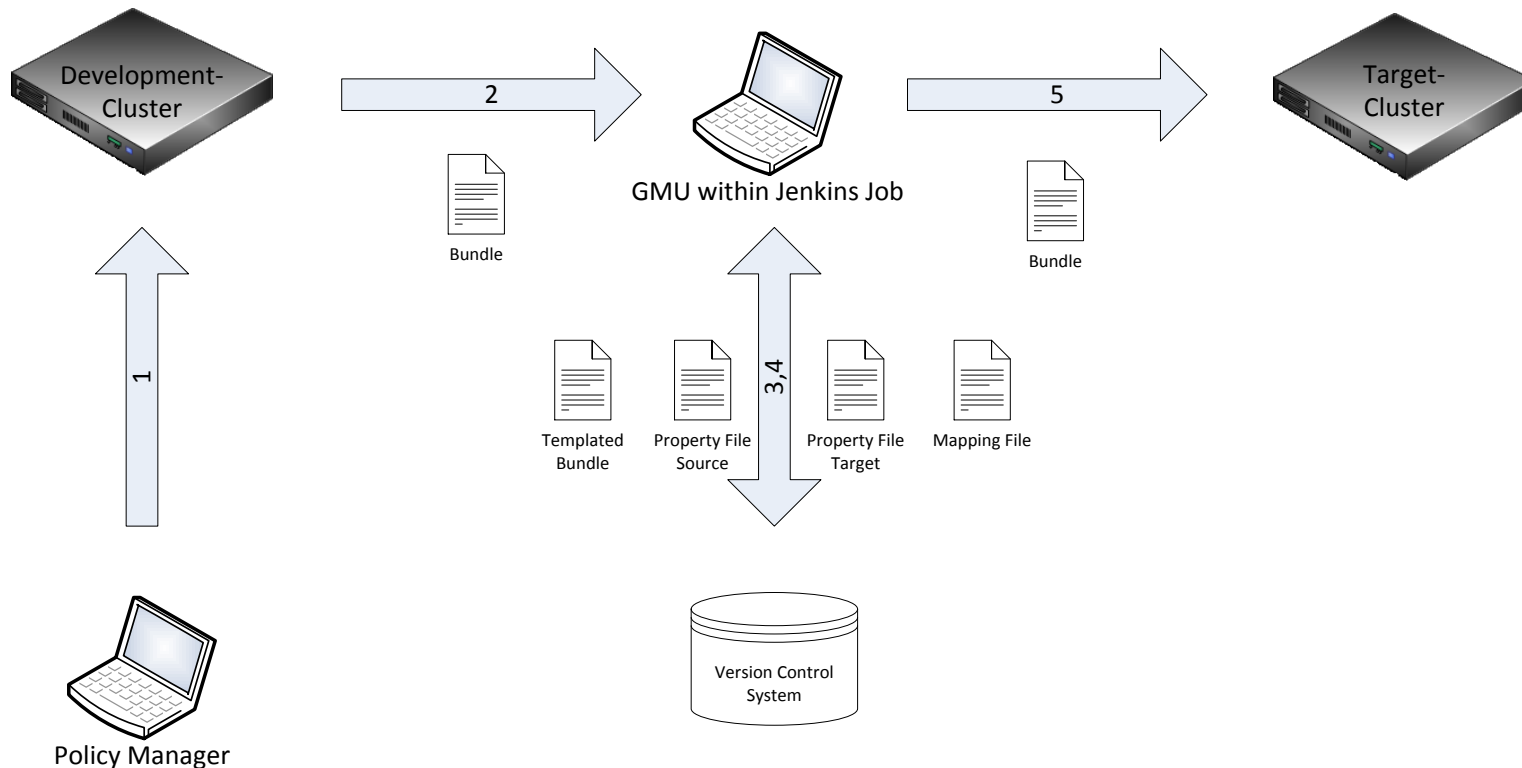 Development-
Cluster
2
5
Target-
Cluster
GMU within Jenkins Job
Bundle
Bundle
1
3,4
Templated
Bundle
Property File
Source
Property File
Target
Mapping File
Version Control
System
Policy Manager